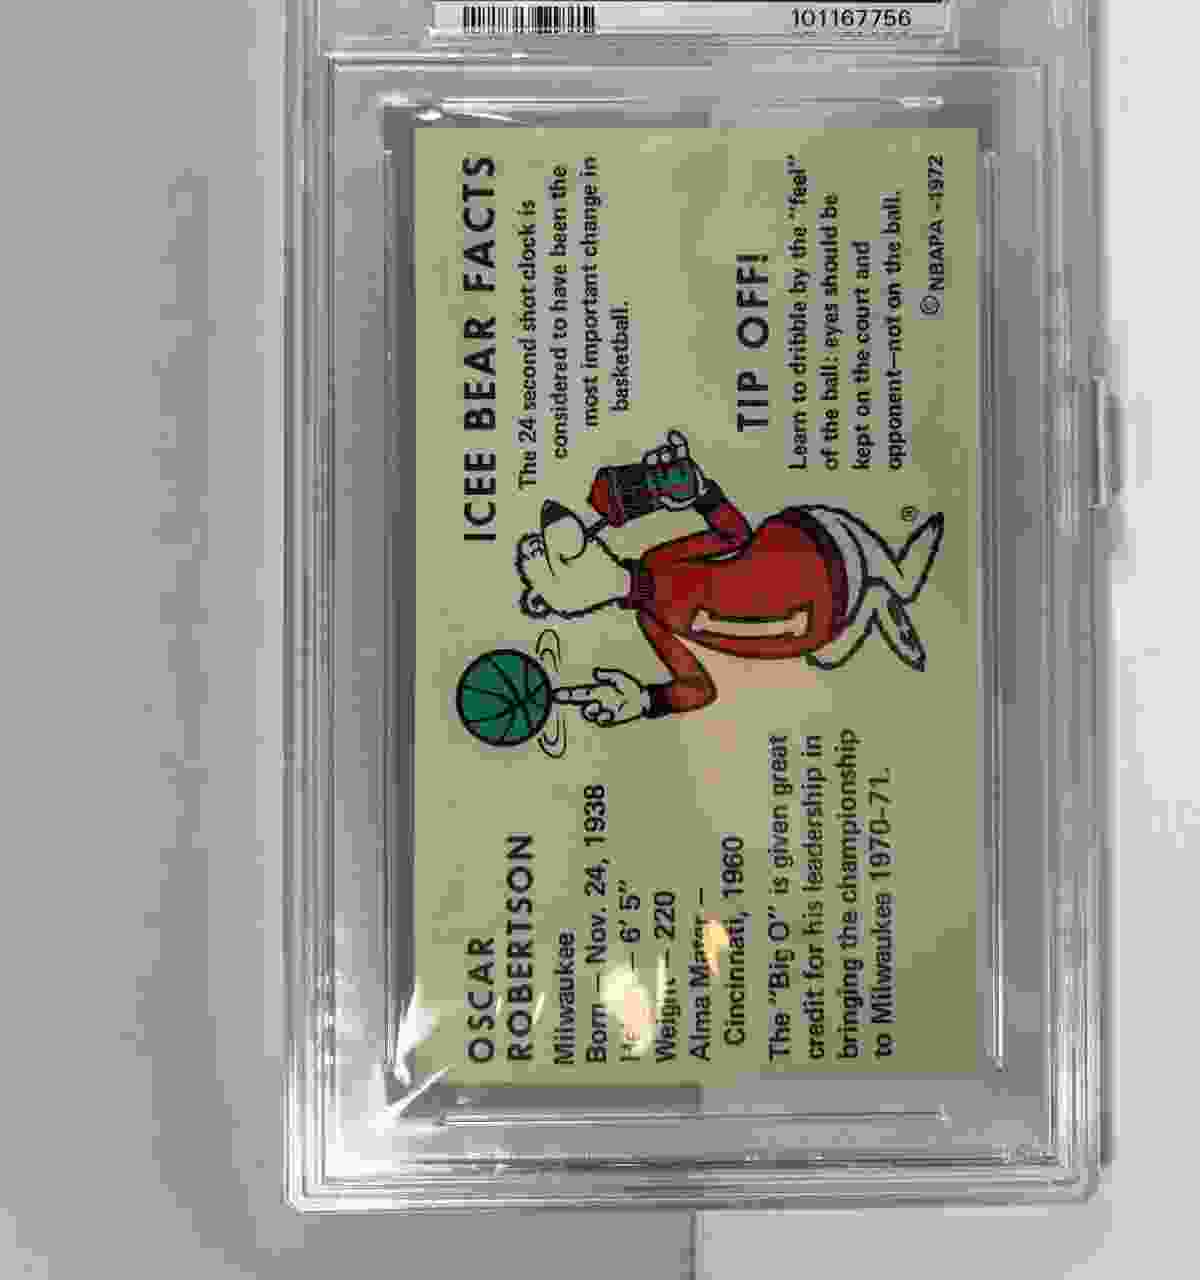 101167756
OSCAR
ROBERTSON
Milwaukee
Born — Nov. 24, 1938
— 6' 5"
Weight — 220
Alma Mater —
Cincinnati, 1960
The "Big O" is given great
credit for his leadership in
bringing the championship
to Milwaukee 1970-71.
ICEE BEAR FACTS
The 24 second shot clock is
considered to have been the
most important change in
basketball.
TIP OFF!
Learn to dribble by the "feel"
of the ball: eyes should be
kept on the court and
opponent—not on the ball.
© NBAPA -1972
1
®